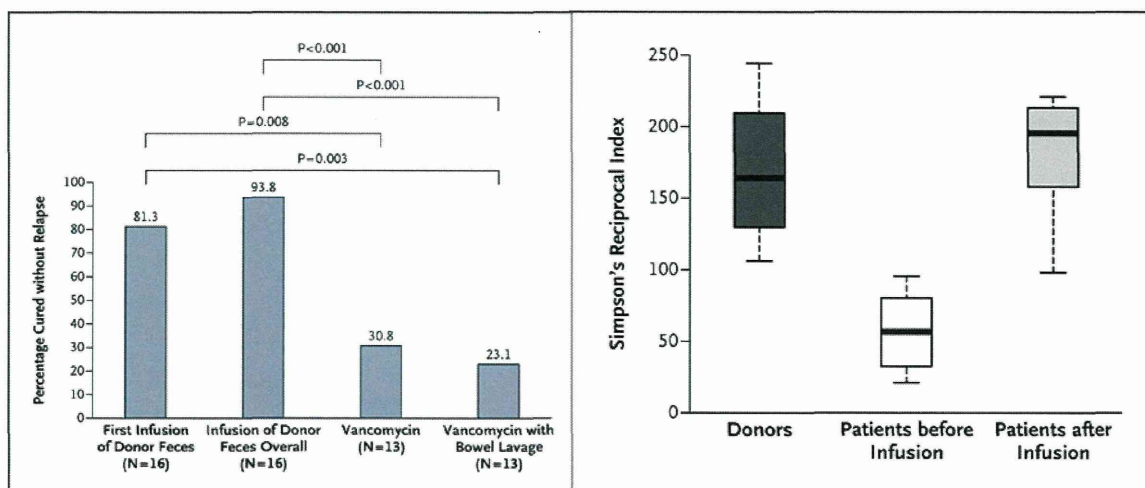 P<0.001
P<0.001
P=0.008
P=0.003
Percentage Cured without Relapse
100
90
80
70
60
50
40
30
20
10
0
81.3
93.8
30.8
23.1
First Infusion
of Donor Feces
(N=16)
Infusion of Donor
Feces Overall
(N=16)
Vancomycin
(N=13)
Vancomycin with
Bowel Lavage
(N=13)
Simpson's Reciprocal Index
250
200
150
100
50
0
Donors
Patients before
Infusion
Patients after
Infusion